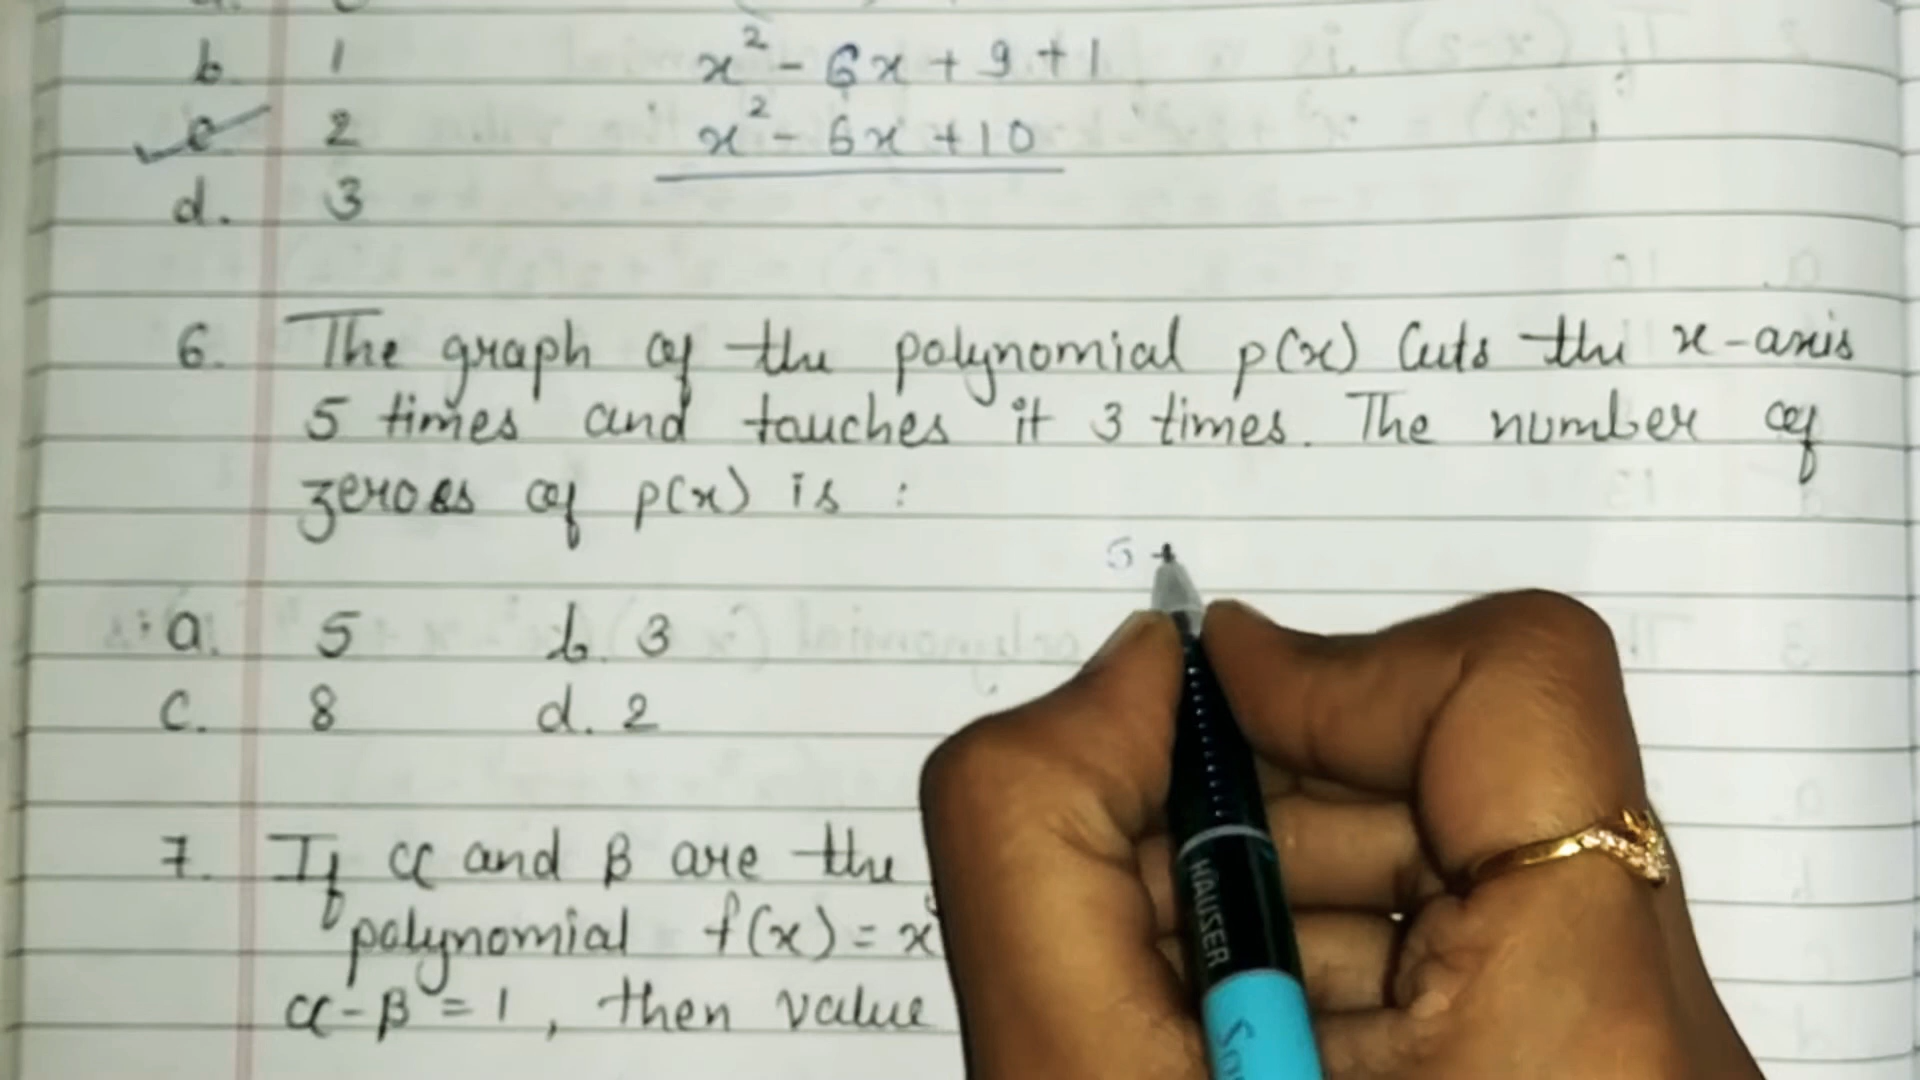 b. 1 x² - 6x + 9 + 1
c 2 x² - 6x + 10
d. 3
6. The graph of the polynomial p(x) Cuts the x-axis
5 times and touches it 3 times. The number of
zeroes of p(x) is :
5 +
a. 5 b. 3
c. 8 d. 2
7. If α and β are the
polynomial f(x) = x
α - β = 1, then value
HAUSER